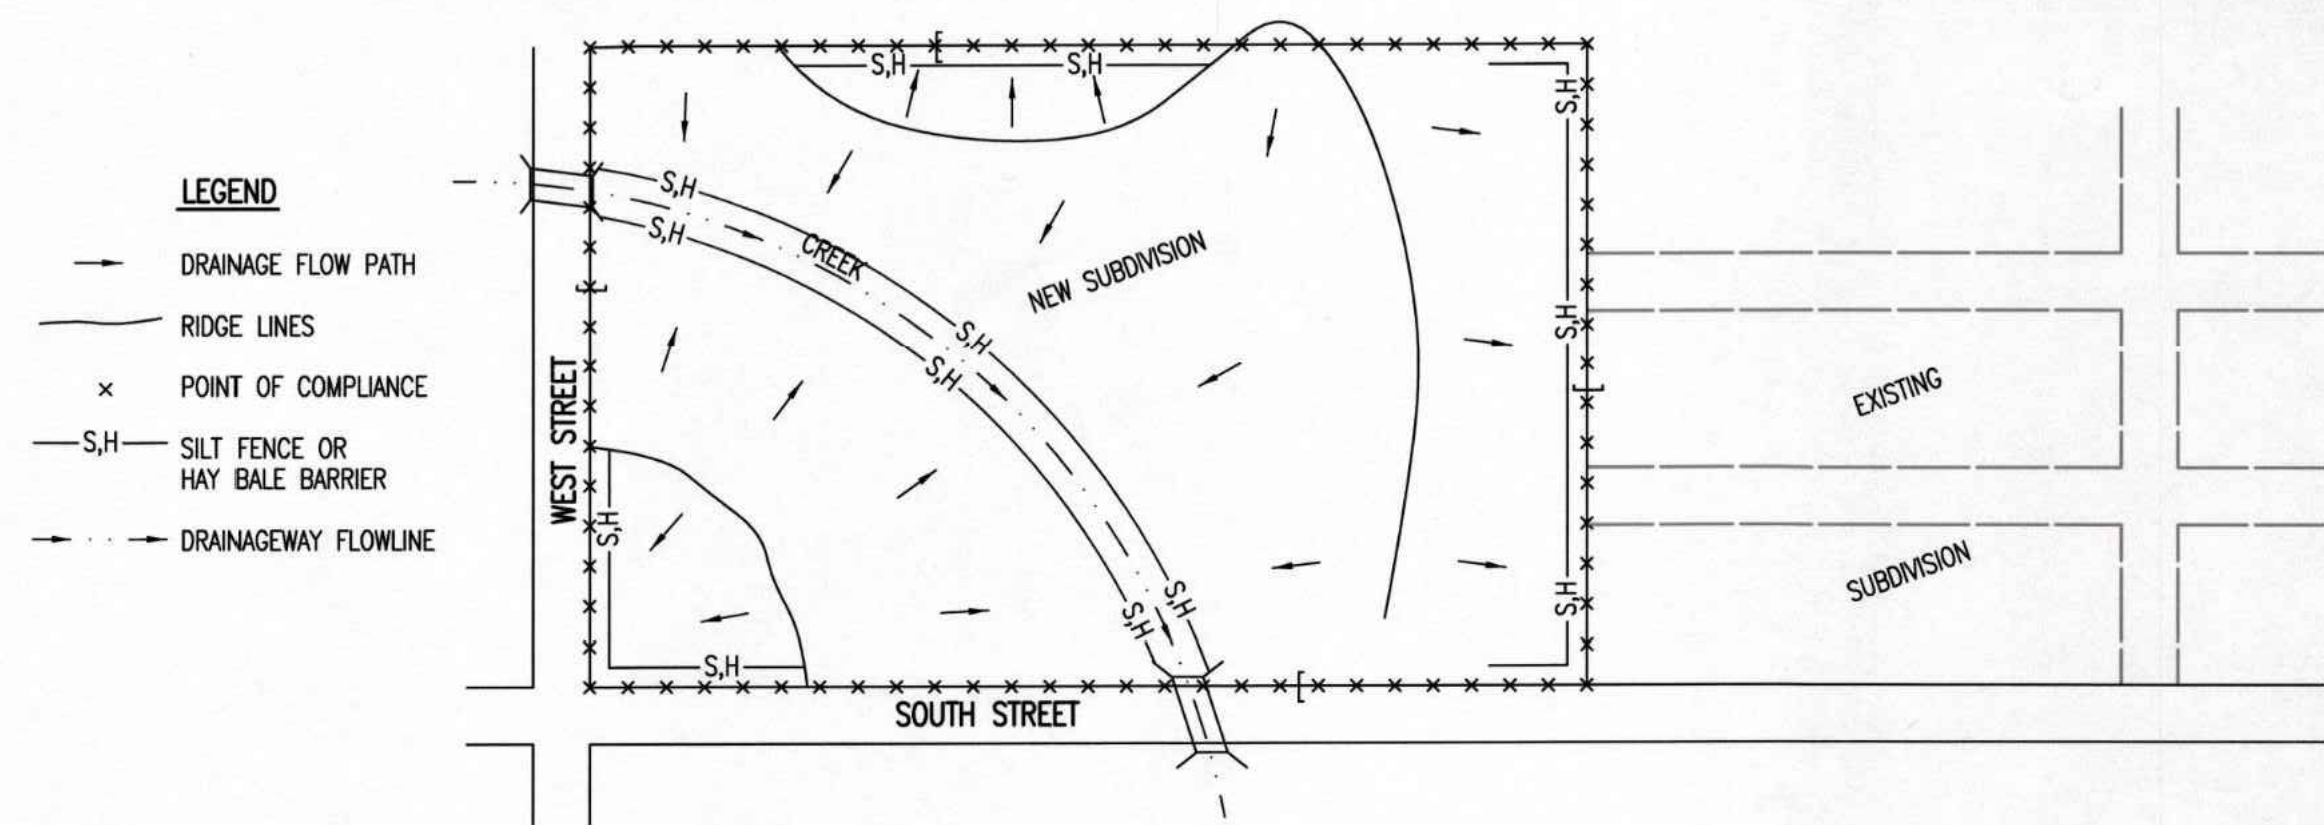 LEGEND
DRAINAGE FLOW PATH
RIDGE LINES
× POINT OF COMPLIANCE
S,H SILT FENCE OR
HAY BALE BARRIER
DRAINAGEWAY FLOWLINE
S,H
S,H
S,H
S,H
S,H
CREEK
NEW SUBDIVISION
S,H
S,H
S,H
WEST STREET
S,H
S,H
S,H
S,H
S,H
S,H
SOUTH STREET
EXISTING
SUBDIVISION